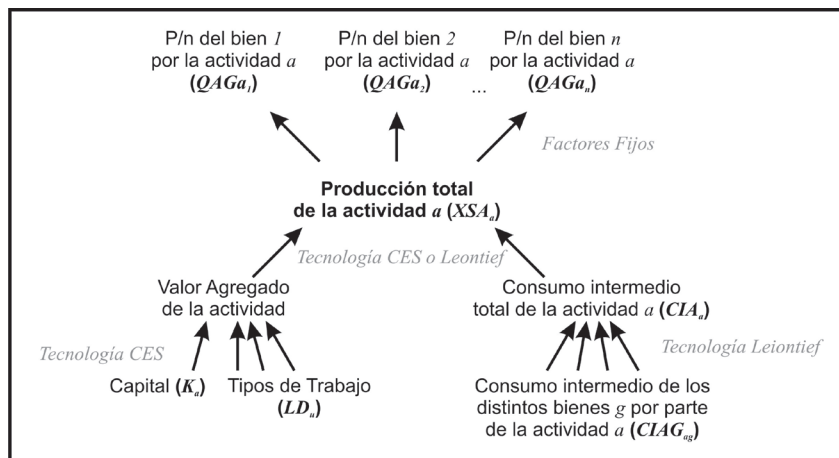 P/n del bien 1
por la actividad a
(QAGa₁)
P/n del bien 2
por la actividad a
(QAGa₂)
...
P/n del bien n
por la actividad a
(QAGaₙ)
Factores Fijos
Producción total
de la actividad a (XSAₐ)
Tecnología CES o Leontief
Valor Agregado
de la actividad
Consumo intermedio
total de la actividad a (CIAₐ)
Tecnología CES
Tecnología Leiontief
Capital (Kₐ)
Tipos de Trabajo
(LDᵤ)
Consumo intermedio de los
distintos bienes g por parte
de la actividad a (CIAG_ag)